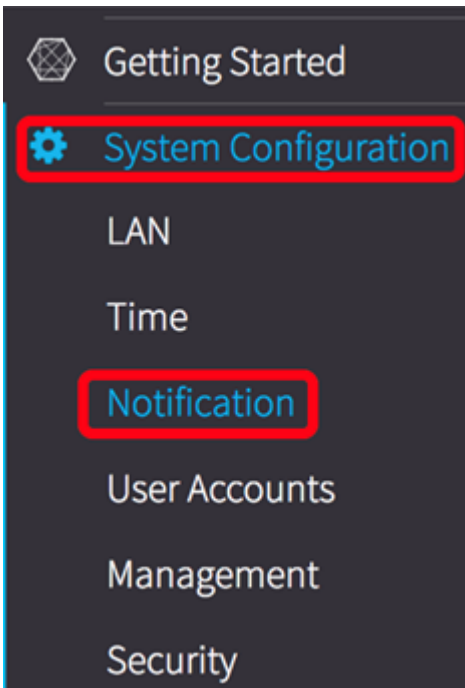 Getting Started
System Configuration
LAN
Time
Notification
User Accounts
Management
Security